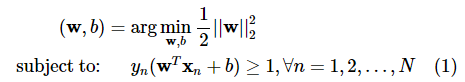 (w, b) = arg min_{w,b} 1/2 ||w||_2^2
subject to: y_n(w^T x_n + b) ≥ 1, ∀n = 1, 2, . . . , N (1)